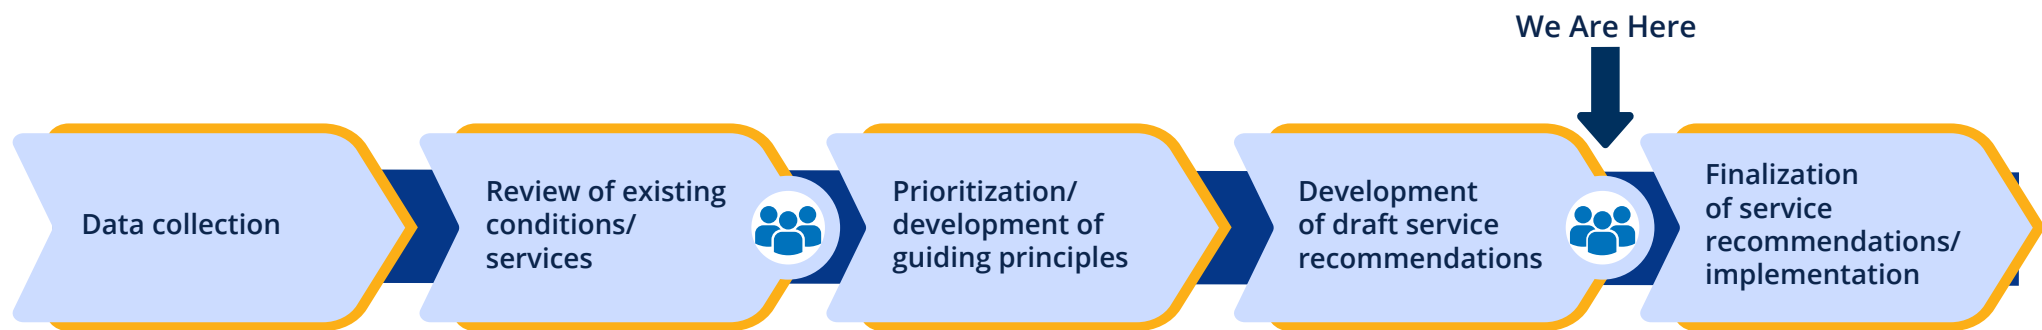 We Are Here
Data collection
Review of existing
conditions/
services
Prioritization/
development of
guiding principles
Development
of draft service
recommendations
Finalization
of service
recommendations/
implementation